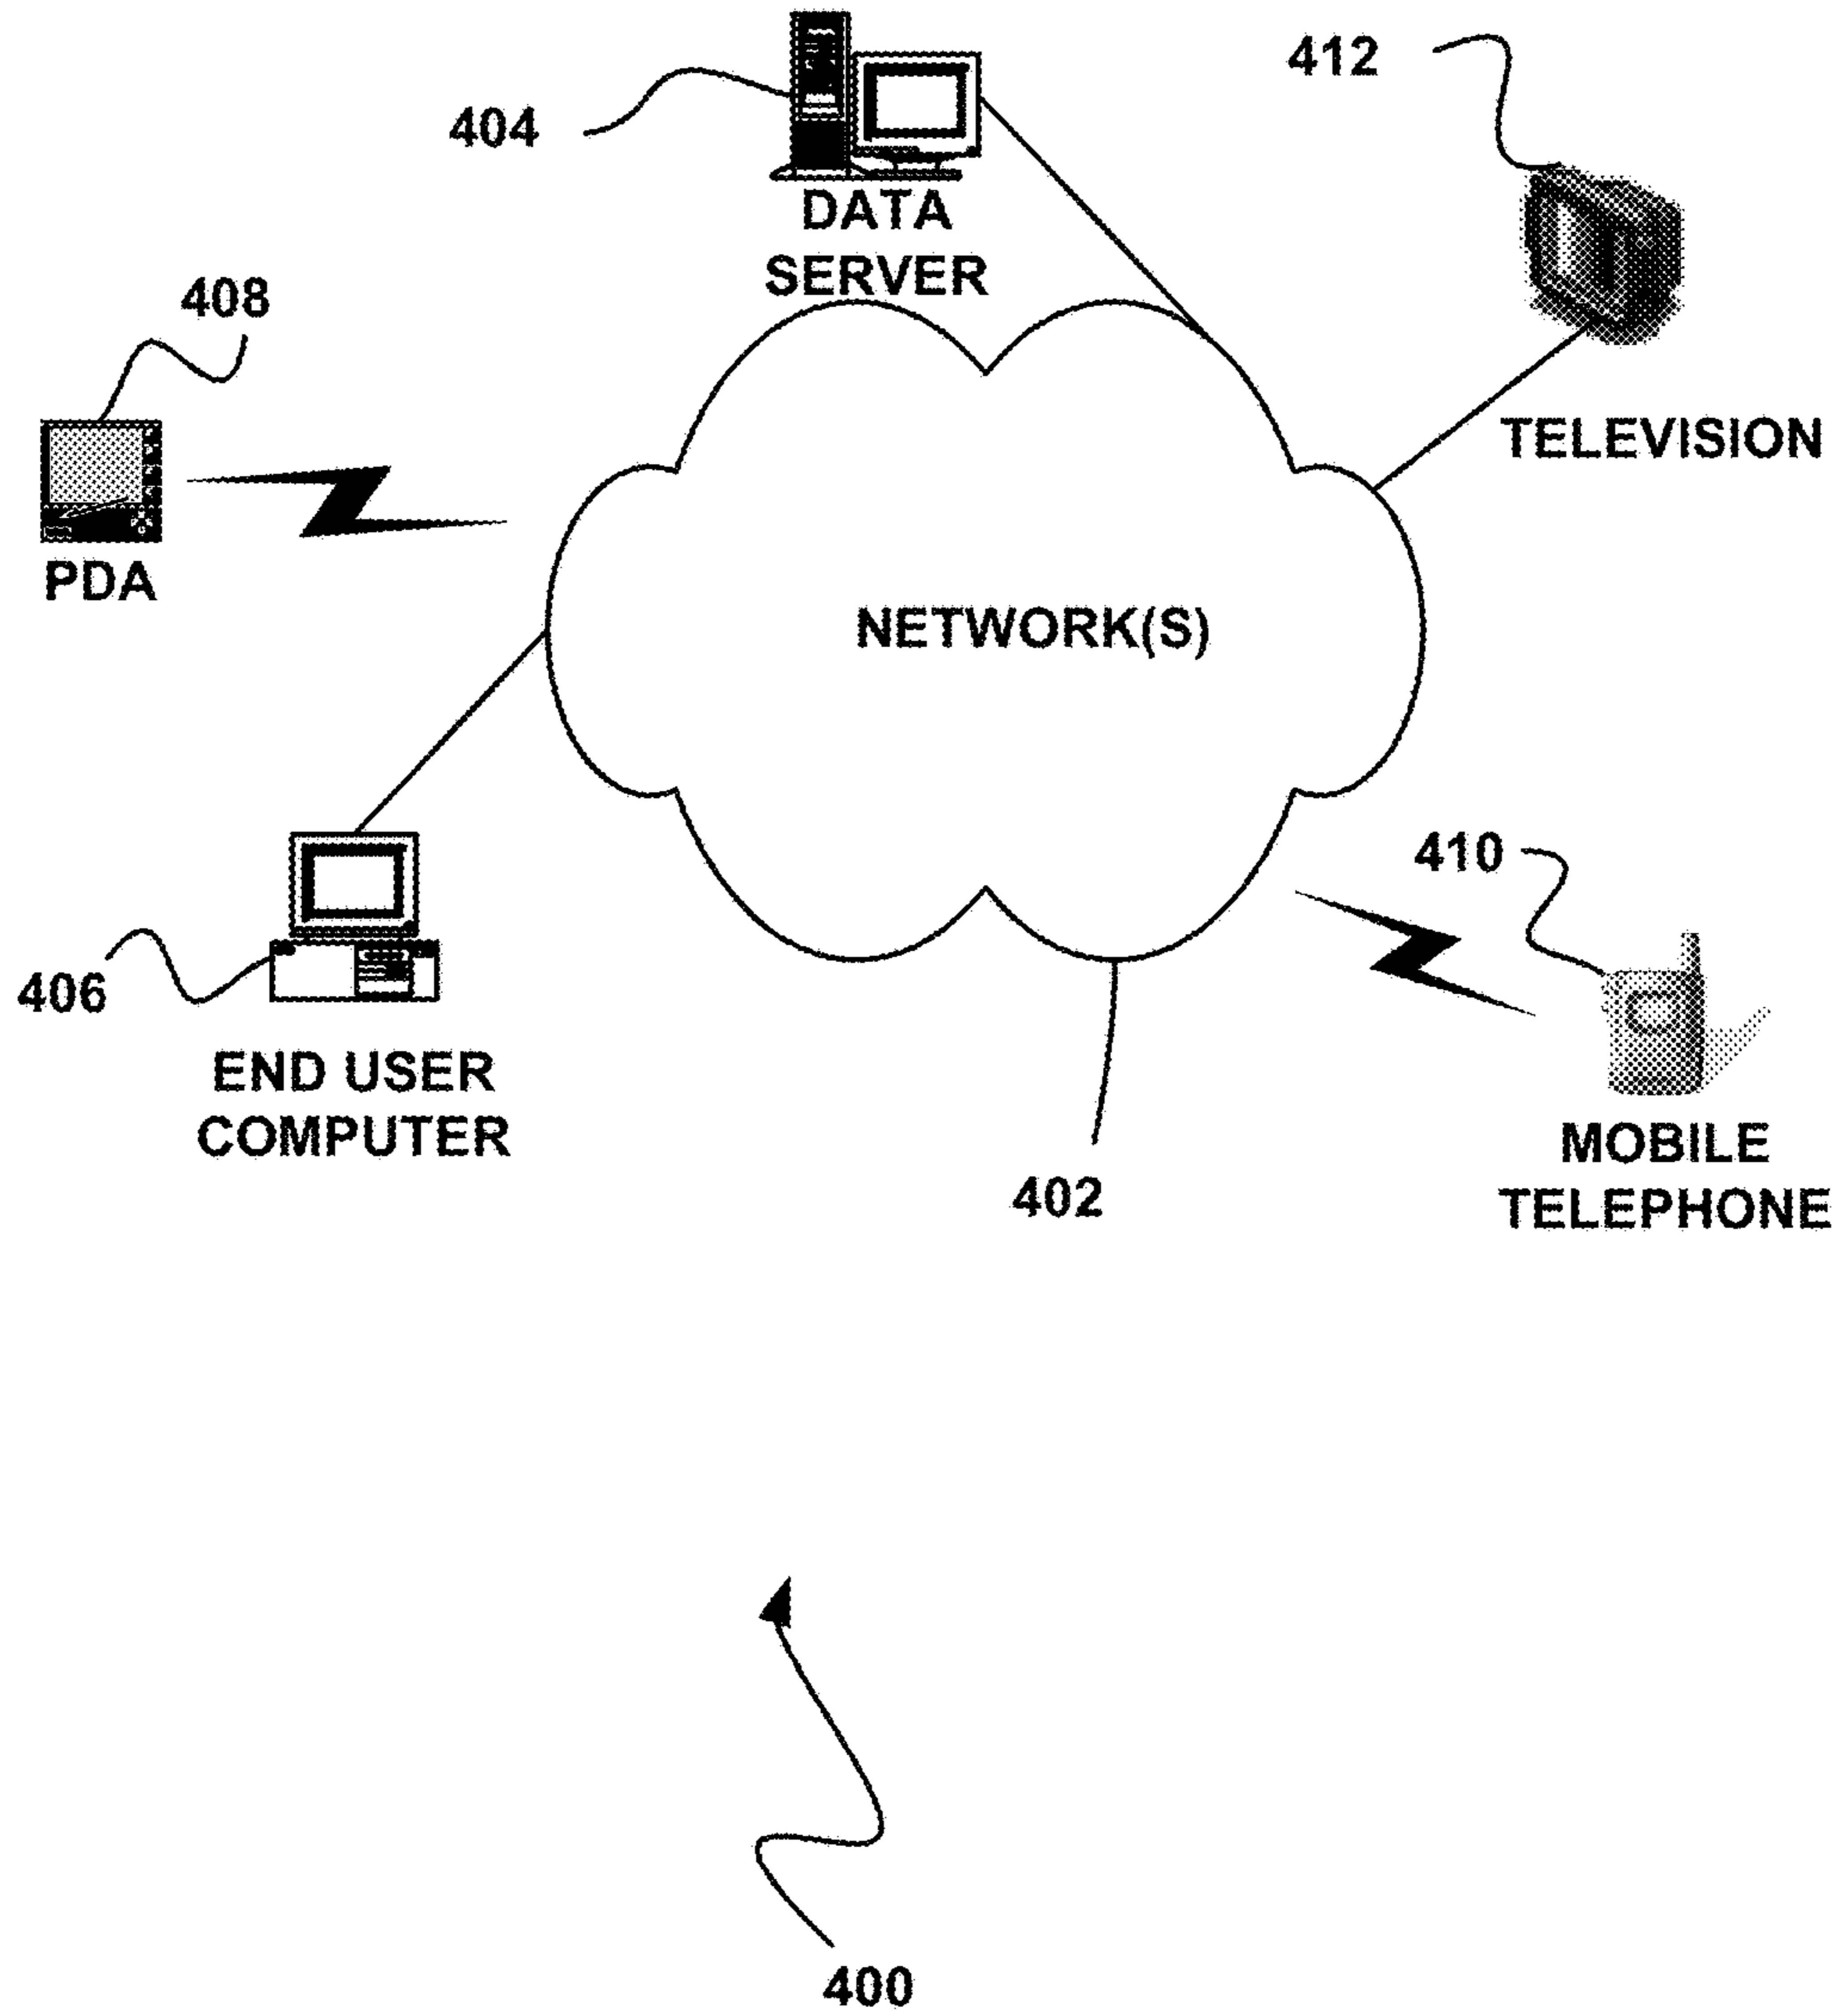 404
DATA
SERVER
412
TELEVISION
408
PDA
NETWORK(S)
406
END USER
COMPUTER
410
MOBILE
TELEPHONE
402
400